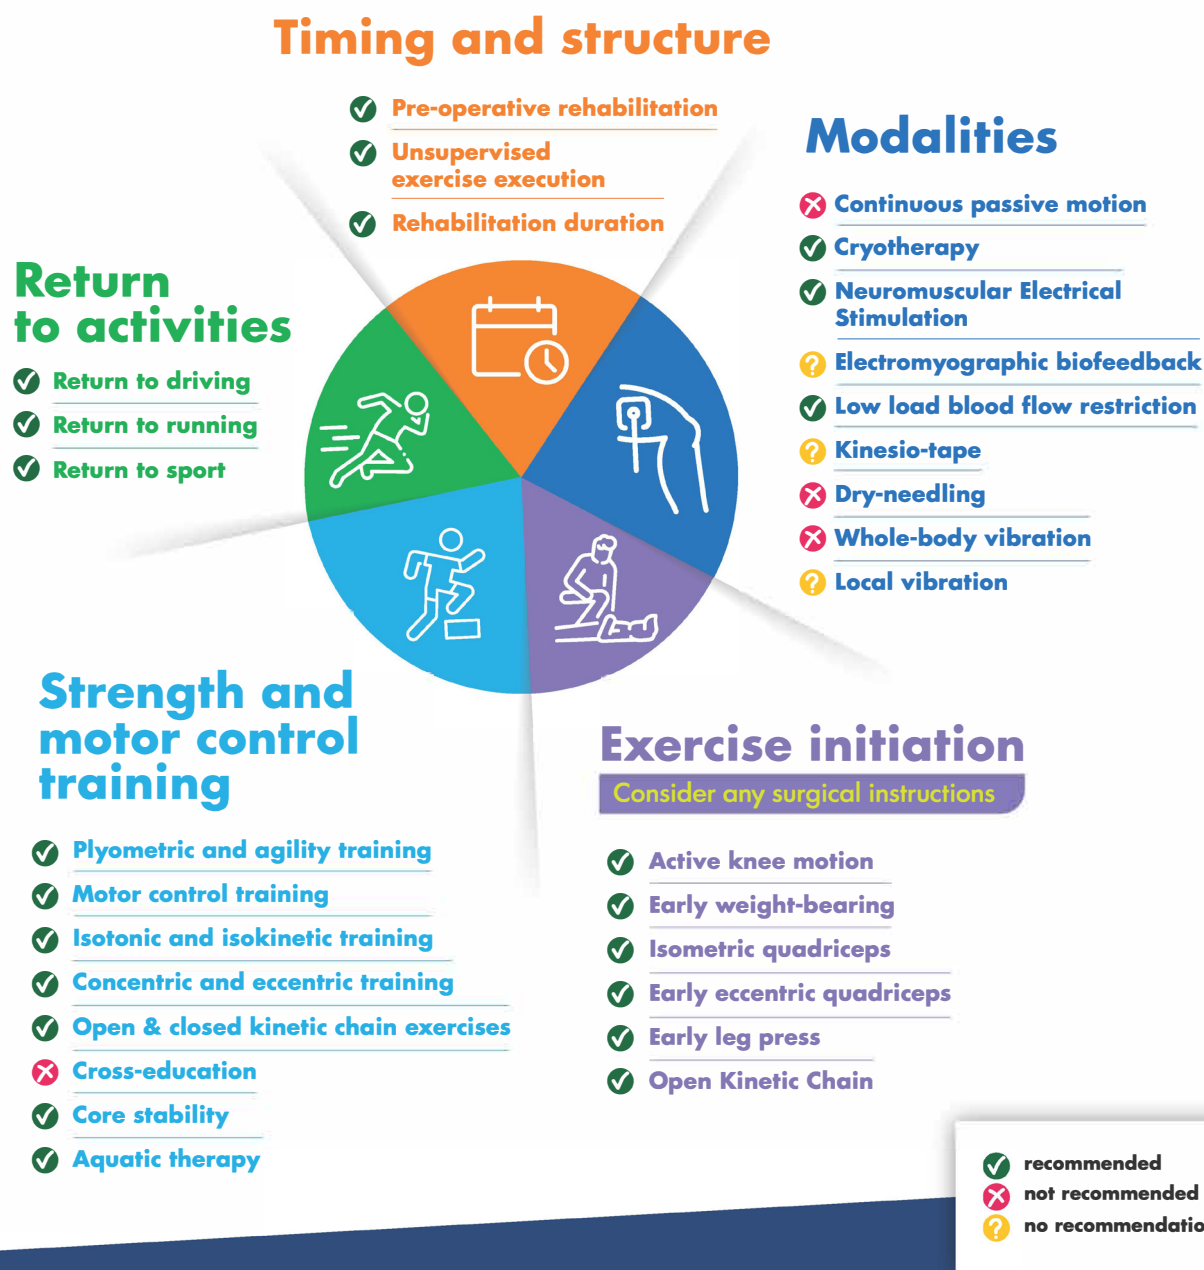 Timing and structure
Pre-operative rehabilitation
Unsupervised
exercise execution
Rehabilitation duration
Modalities
Continuous passive motion
Cryotherapy
Neuromuscular Electrical
Stimulation
Electromyographic biofeedback
Low load blood flow restriction
Kinesio-tape
Dry-needling
Whole-body vibration
Local vibration
Return
to activities
Return to driving
Return to running
Return to sport
Strength and
motor control
training
Plyometric and agility training
Motor control training
Isotonic and isokinetic training
Concentric and eccentric training
Open & closed kinetic chain exercises
Cross-education
Core stability
Aquatic therapy
Exercise initiation
Consider any surgical instructions
Active knee motion
Early weight-bearing
Isometric quadriceps
Early eccentric quadriceps
Early leg press
Open Kinetic Chain
recommended
not recommended
no recommendatio